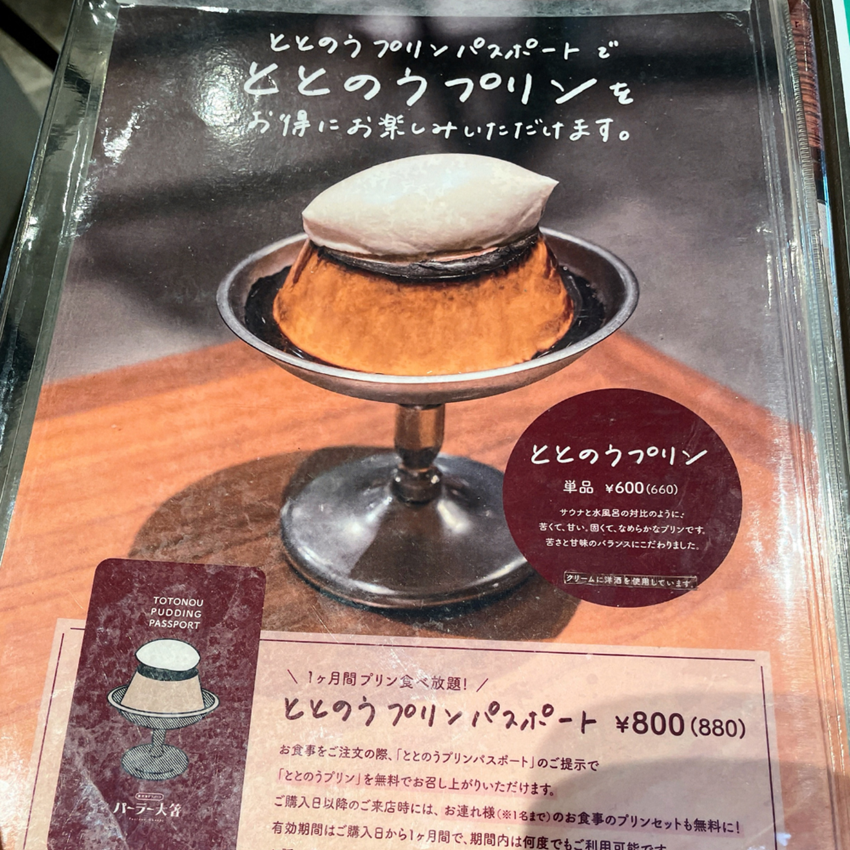 ととのうプリンパスポートで
ととのうプリンを
お得にお楽しみいただけます。
ととのうプリン
単品 ¥600(660)
サウナと水風呂の対比のように、
苦くて、甘い。固くて、なめらかなプリンです。
苦さと甘味のバランスにこだわりました。
クリームに洋酒を使用しています
TOTONOU
PUDDING
PASSPORT
パーラー大箸
\ 1ヶ月間プリン食べ放題! /
ととのうプリンパスポート ¥800(880)
お食事をご注文の際、「ととのうプリンパスポート」のご提示で
「ととのうプリン」を無料でお召し上がりいただけます。
ご購入日以降のご来店時には、お連れ様(※1名まで)のお食事のプリンセットも無料に!
有効期間はご購入日から1ヶ月間で、期間内は何度でもご利用可能です